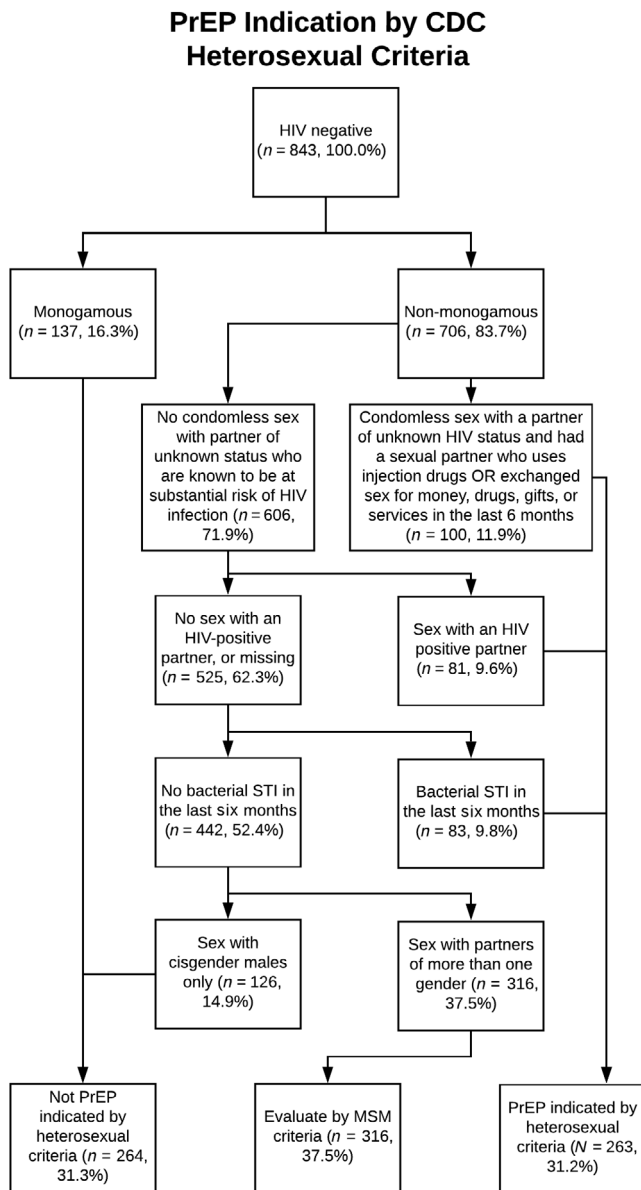 PrEP Indication by CDC
Heterosexual Criteria
HIV negative
(n = 843, 100.0%)
Monogamous
(n = 137, 16.3%)
Non-monogamous
(n = 706, 83.7%)
No condomless sex
with partner of
unknown status who
are known to be at
substantial risk of HIV
infection (n = 606,
71.9%)
Condomless sex with a partner
of unknown HIV status and had
a sexual partner who uses
injection drugs OR exchanged
sex for money, drugs, gifts, or
services in the last 6 months
(n = 100, 11.9%)
No sex with an
HIV-positive
partner, or missing
(n = 525, 62.3%)
Sex with an HIV
positive partner
(n = 81, 9.6%)
No bacterial STI in
the last six months
(n = 442, 52.4%)
Bacterial STI in
the last six months
(n = 83, 9.8%)
Sex with
cisgender males
only (n = 126,
14.9%)
Sex with partners
of more than one
gender (n = 316,
37.5%)
Not PrEP
indicated by
heterosexual
criteria (n = 264,
31.3%)
Evaluate by MSM
criteria (n = 316,
37.5%)
PrEP indicated by
heterosexual
criteria (N = 263,
31.2%)